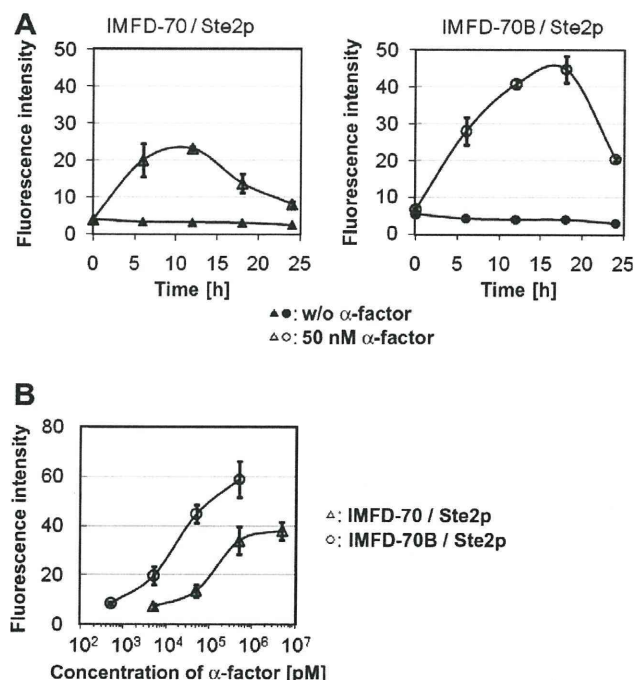 A
IMFD-70 / Ste2p
IMFD-70B / Ste2p
Fluorescence intensity
50
40
30
20
10
0
0 5 10 15 20 25
Time [h]
Fluorescence intensity
50
40
30
20
10
0
0 5 10 15 20 25
Time [h]
▲●: w/o α-factor
△○: 50 nM α-factor
B
Fluorescence intensity
80
60
40
20
0
10² 10³ 10⁴ 10⁵ 10⁶ 10⁷
Concentration of α-factor [pM]
△: IMFD-70 / Ste2p
○: IMFD-70B / Ste2p